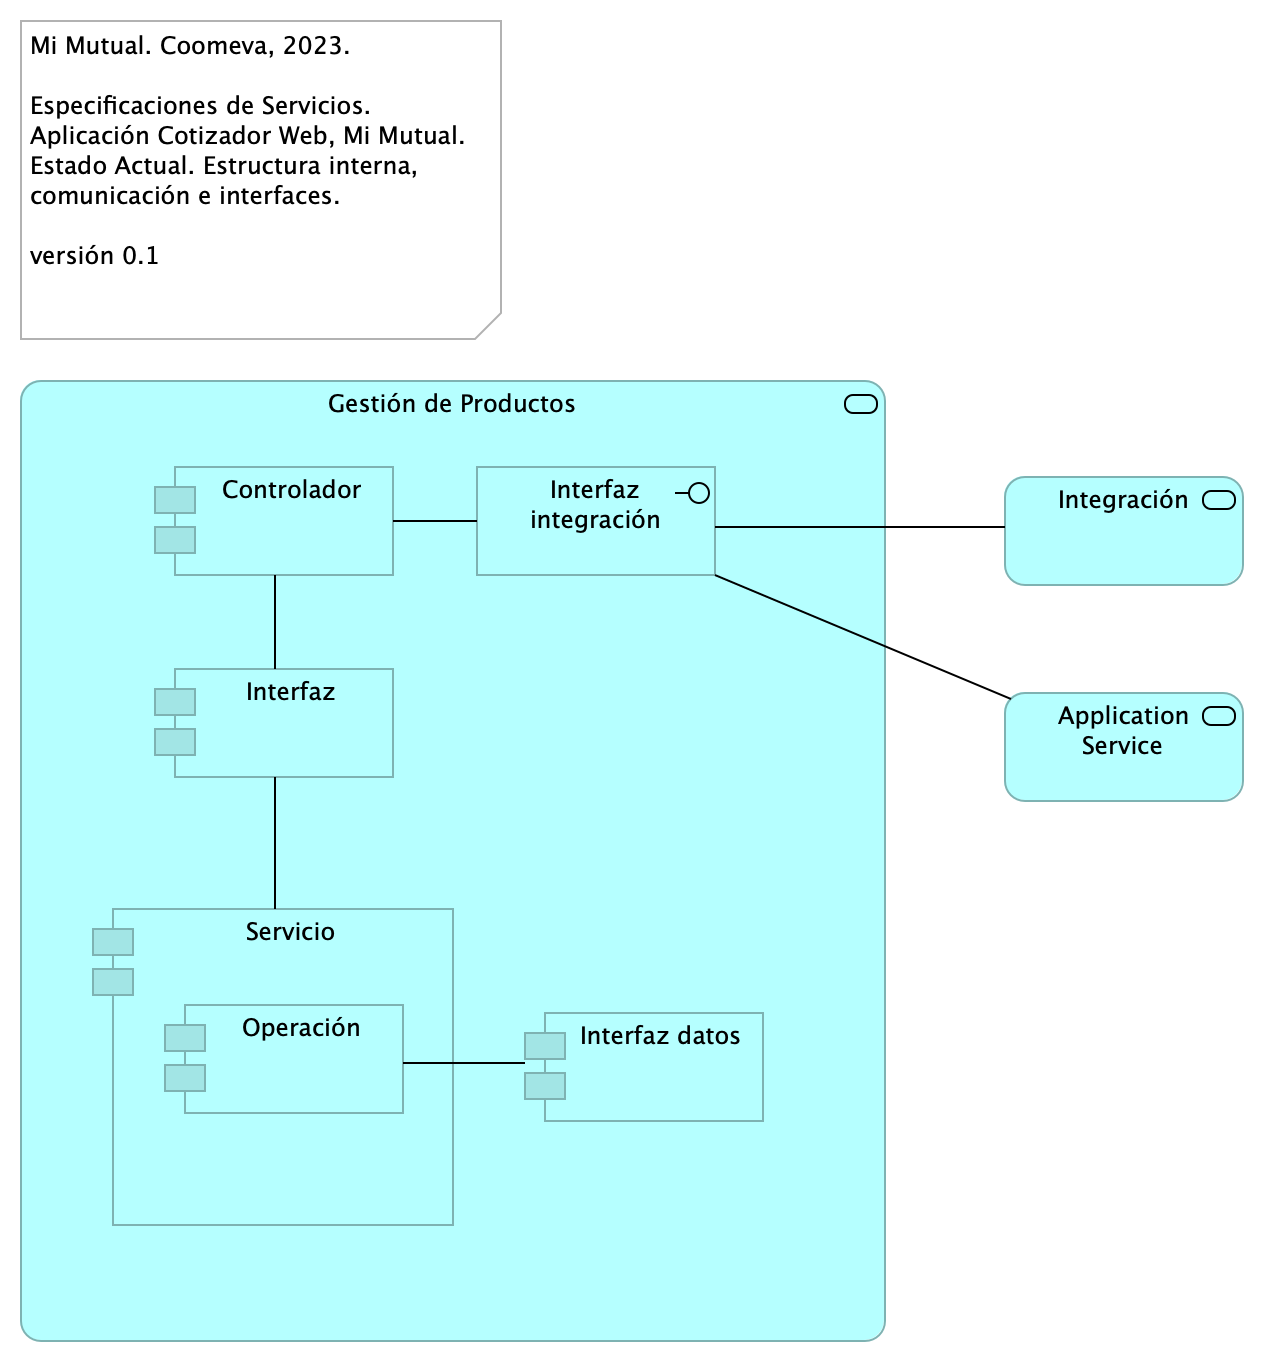 Mi Mutual. Coomeva, 2023.
Especificaciones de Servicios.
Aplicación Cotizador Web, Mi Mutual.
Estado Actual. Estructura interna,
comunicación e interfaces.
versión 0.1
Gestión de Productos
Controlador
Interfaz
integración
Integración
Interfaz
Application
Service
Servicio
Operación
Interfaz datos